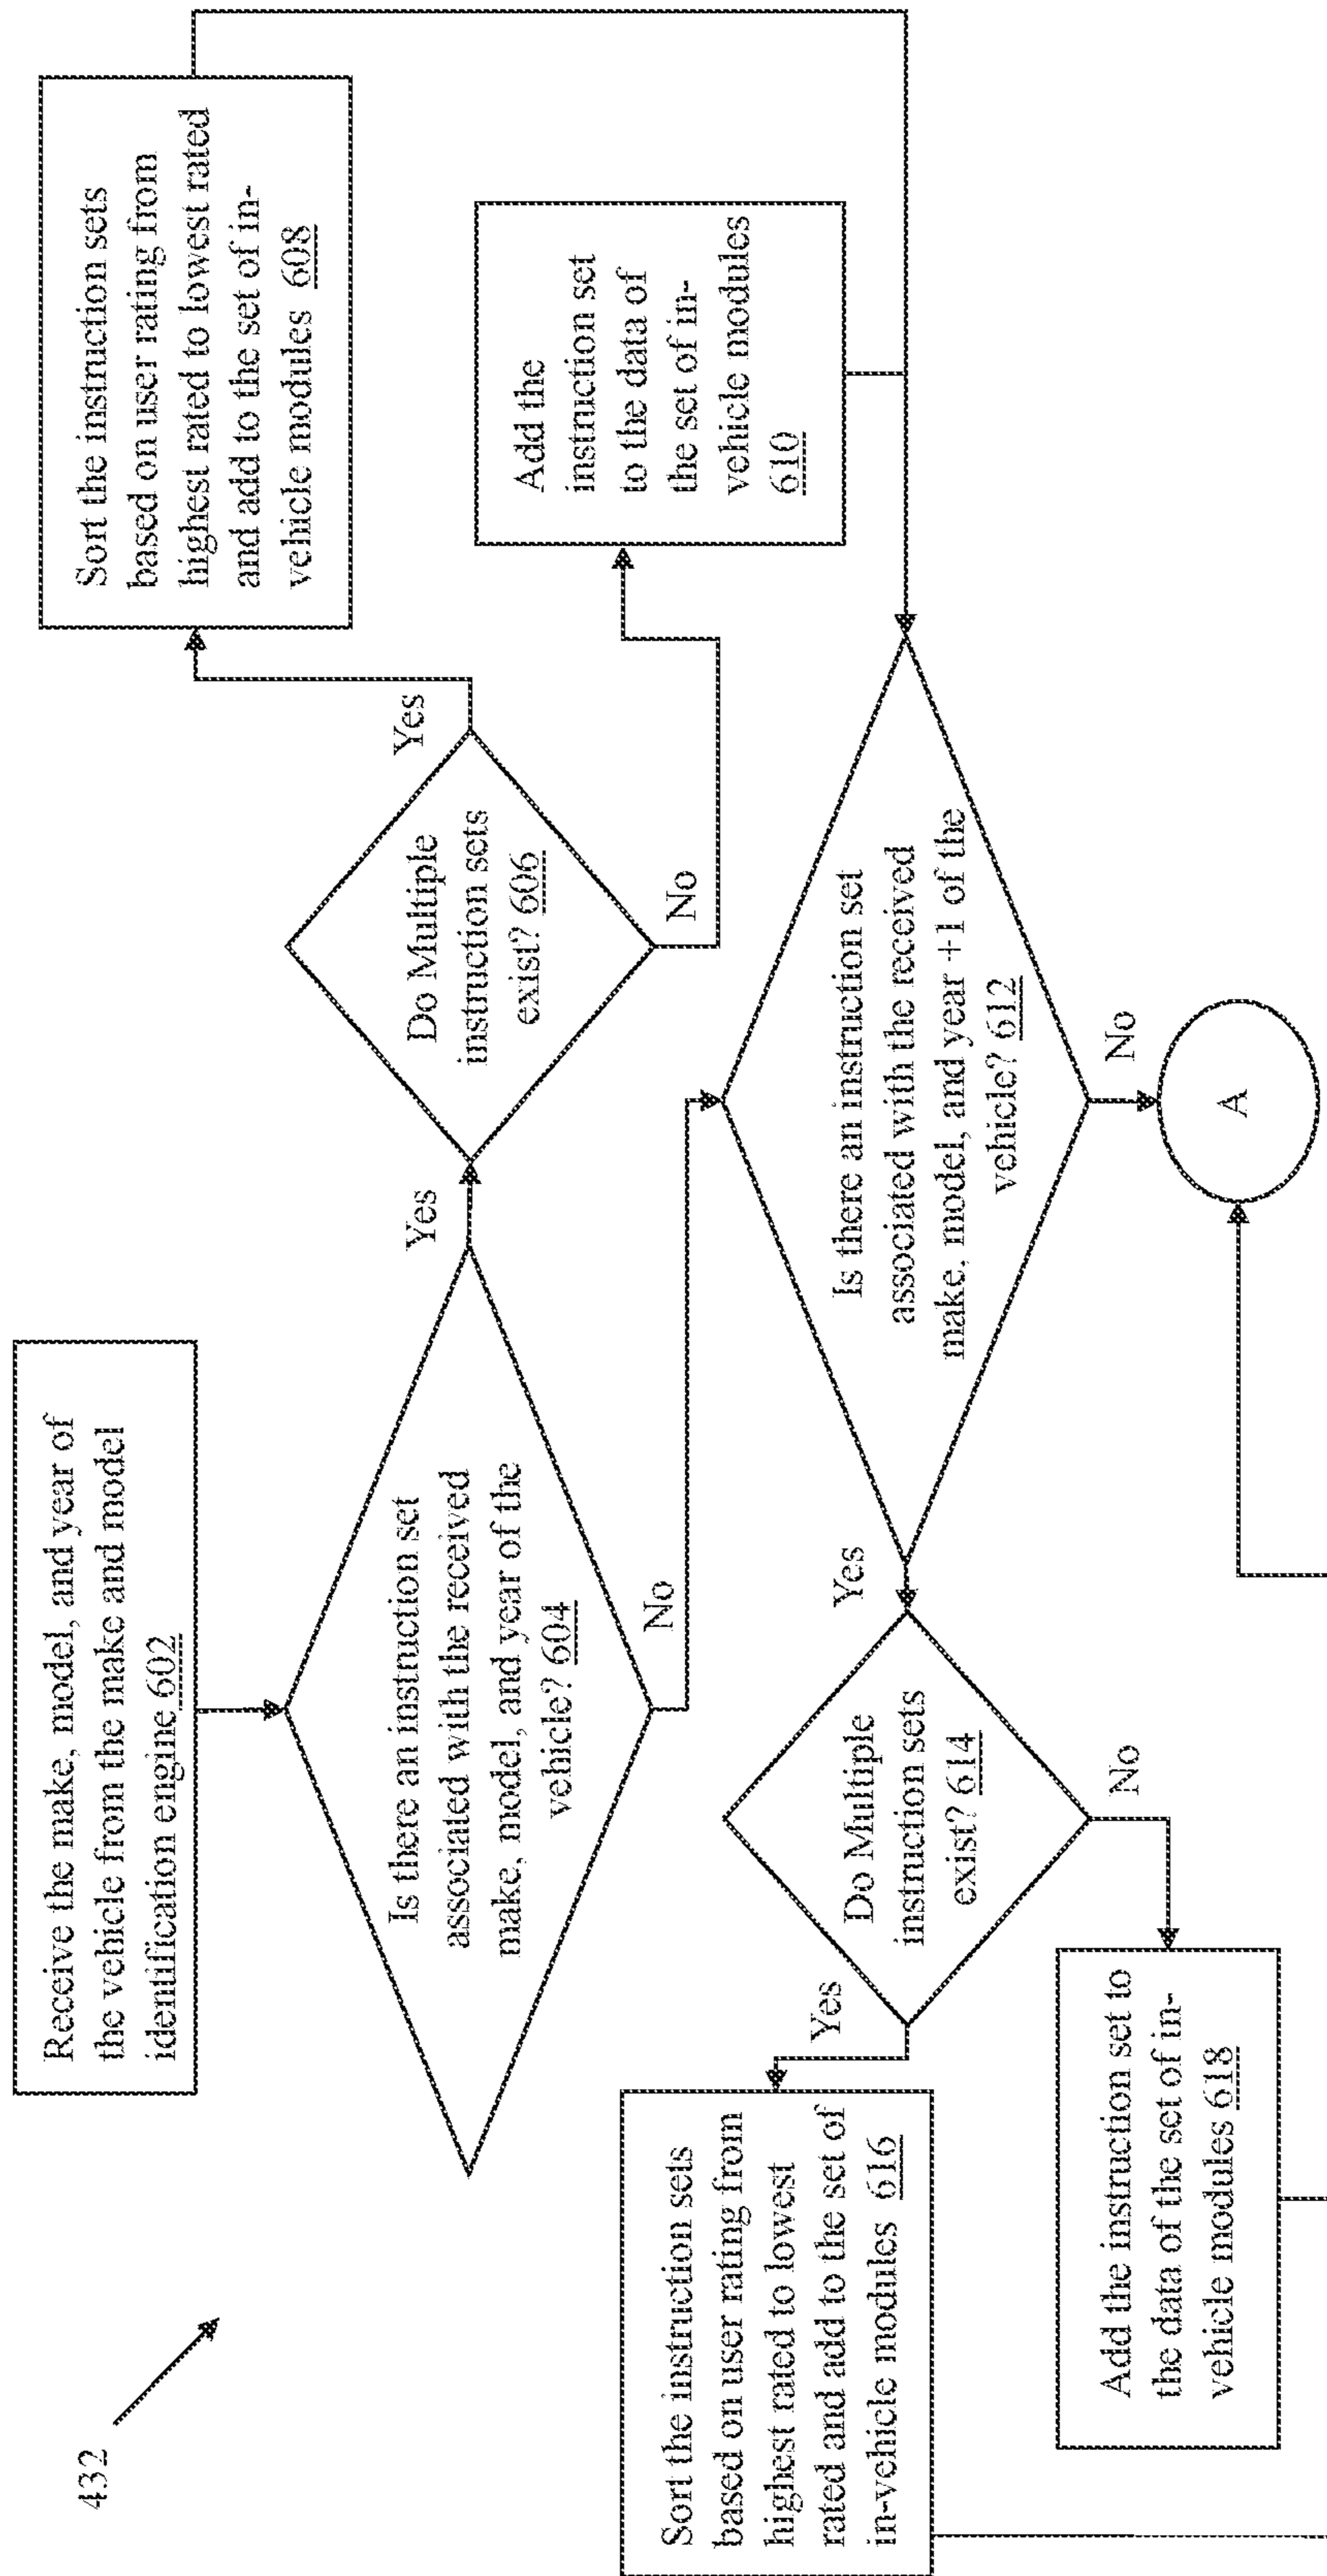 432
Receive the make, model, and year of
the vehicle from the make and model
identification engine 602
Is there an instruction set
associated with the received
make, model, and year of the
vehicle? 604
Yes
No
Do Multiple
instruction sets
exist? 606
Yes
No
Sort the instruction sets
based on user rating from
highest rated to lowest rated
and add to the set of in-
vehicle modules 608
Add the
instruction set
to the data of
the set of in-
vehicle modules
610
Is there an instruction set
associated with the received
make, model, and year +1 of the
vehicle? 612
Yes
No
Do Multiple
instruction sets
exist? 614
Yes
No
Sort the instruction sets
based on user rating from
highest rated to lowest
rated and add to the set of
in-vehicle modules 616
Add the instruction set to
the data of the set of in-
vehicle modules 618
A